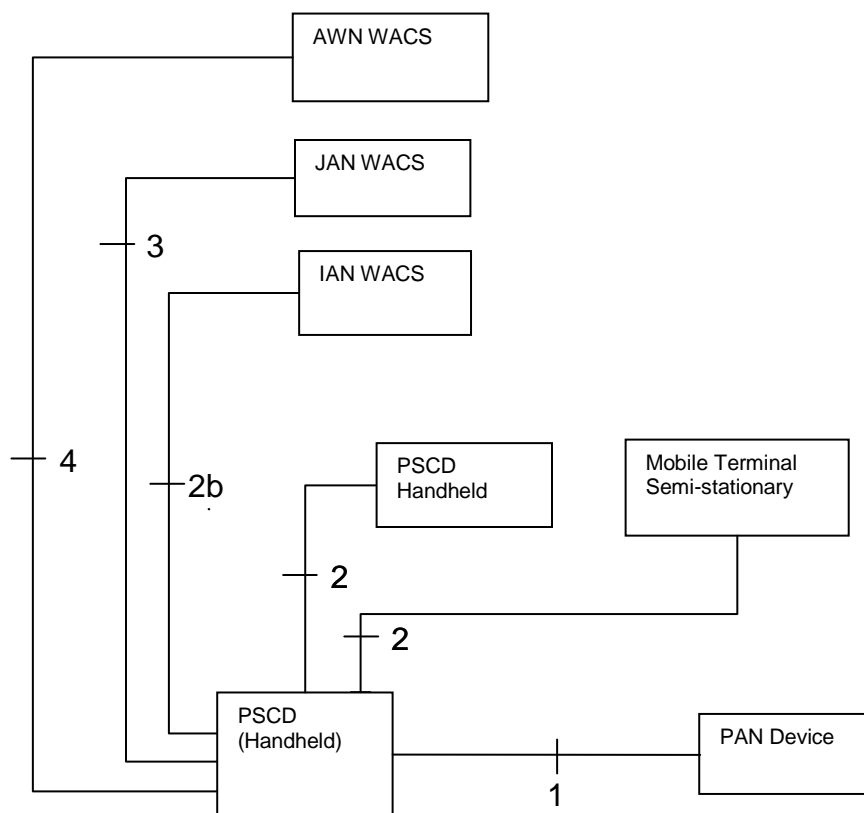 AWN WACS
JAN WACS
3
IAN WACS
4
2b
.
PSCD
Handheld
Mobile Terminal
Semi-stationary
2
2
PSCD
(Handheld)
PAN Device
1